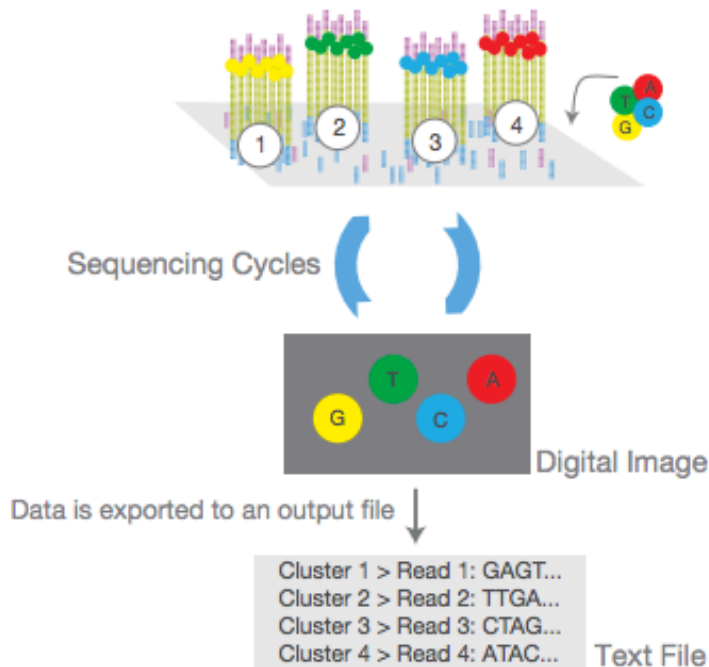 1
2
3
4
A
T
C
G
Sequencing Cycles
T
A
G
C
Digital Image
Data is exported to an output file
Cluster 1 > Read 1: GAGT...
Cluster 2 > Read 2: TTGA...
Cluster 3 > Read 3: CTAG...
Cluster 4 > Read 4: ATAC...
Text File